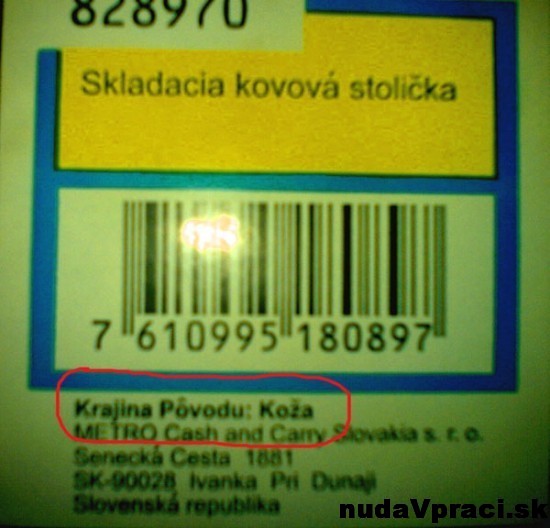 828970
Skladacia kovová stolička
7 610995 180897
Krajina Pôvodu: Koža
METRO Cash and Carry Slovakia s. r. o.
Senecká Cesta 1881
SK-90028 Ivanka Pri Dunaji
Slovenská republika
nudaVpraci.sk